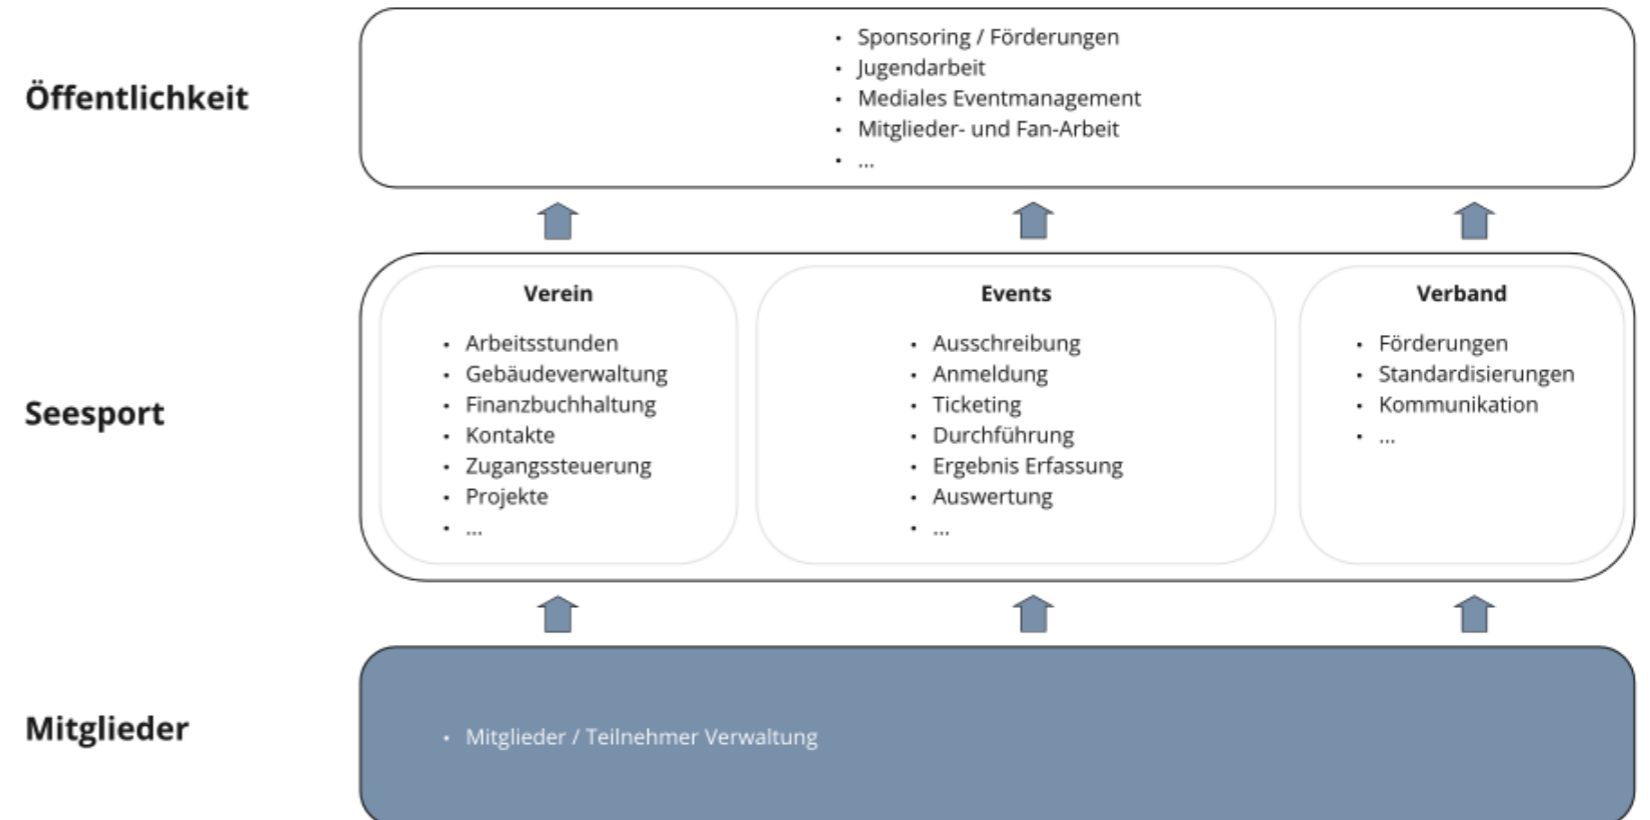 Öffentlichkeit
• Sponsoring / Förderungen
• Jugendarbeit
• Mediales Eventmanagement
• Mitglieder- und Fan-Arbeit
• ...
Seesport
Verein
• Arbeitsstunden
• Gebäudeverwaltung
• Finanzbuchhaltung
• Kontakte
• Zugangssteuerung
• Projekte
• ...
Events
• Ausschreibung
• Anmeldung
• Ticketing
• Durchführung
• Ergebnis Erfassung
• Auswertung
• ...
Verband
• Förderungen
• Standardisierungen
• Kommunikation
• ...
Mitglieder
• Mitglieder / Teilnehmer Verwaltung